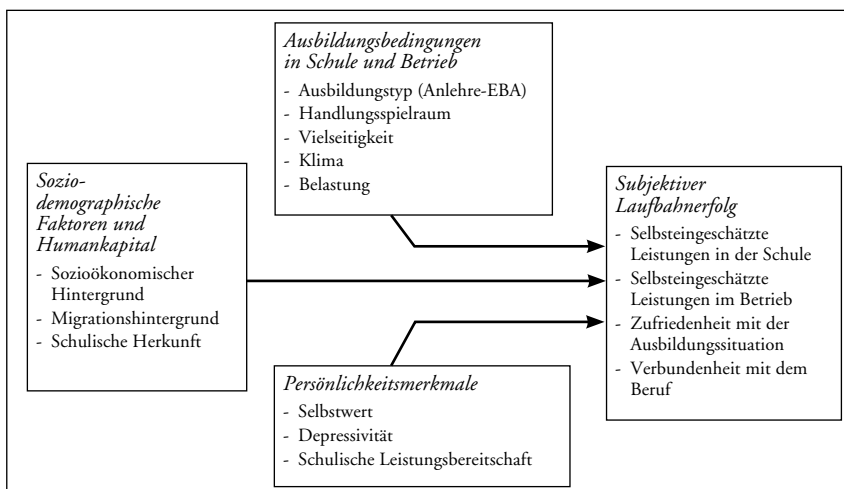 Ausbildungsbedingungen
in Schule und Betrieb
- Ausbildungstyp (Anlehre-EBA)
- Handlungsspielraum
- Vielseitigkeit
- Klima
- Belastung
Sozio-
demographische
Faktoren und
Humankapital
- Sozioökonomischer
Hintergrund
- Migrationshintergrund
- Schulische Herkunft
Persönlichkeitsmerkmale
- Selbstwert
- Depressivität
- Schulische Leistungsbereitschaft
Subjektiver
Laufbahnerfolg
- Selbsteingeschätzte
Leistungen in der Schule
- Selbsteingeschätzte
Leistungen im Betrieb
- Zufriedenheit mit der
Ausbildungssituation
- Verbundenheit mit dem
Beruf